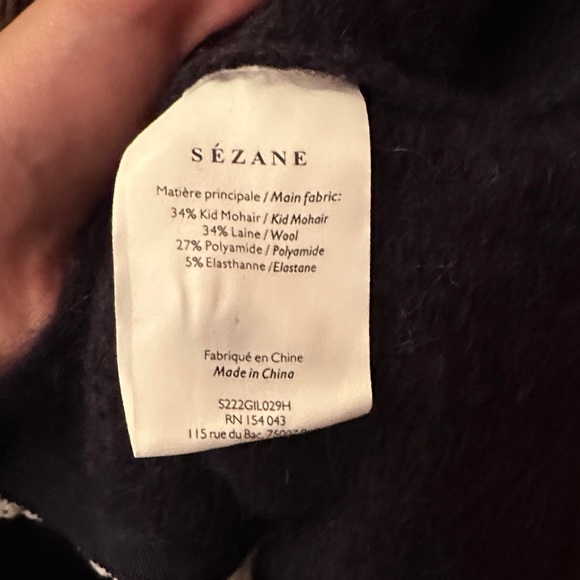 SÉZANE
Matière principale / Main fabric:
34% Kid Mohair / Kid Mohair
34% Laine / Wool
27% Polyamide / Polyamide
5% Elasthanne /Elastane
Fabriqué en Chine
Made in China
S222GIL029H
RN 154 043
115 rue du Bac, 75007